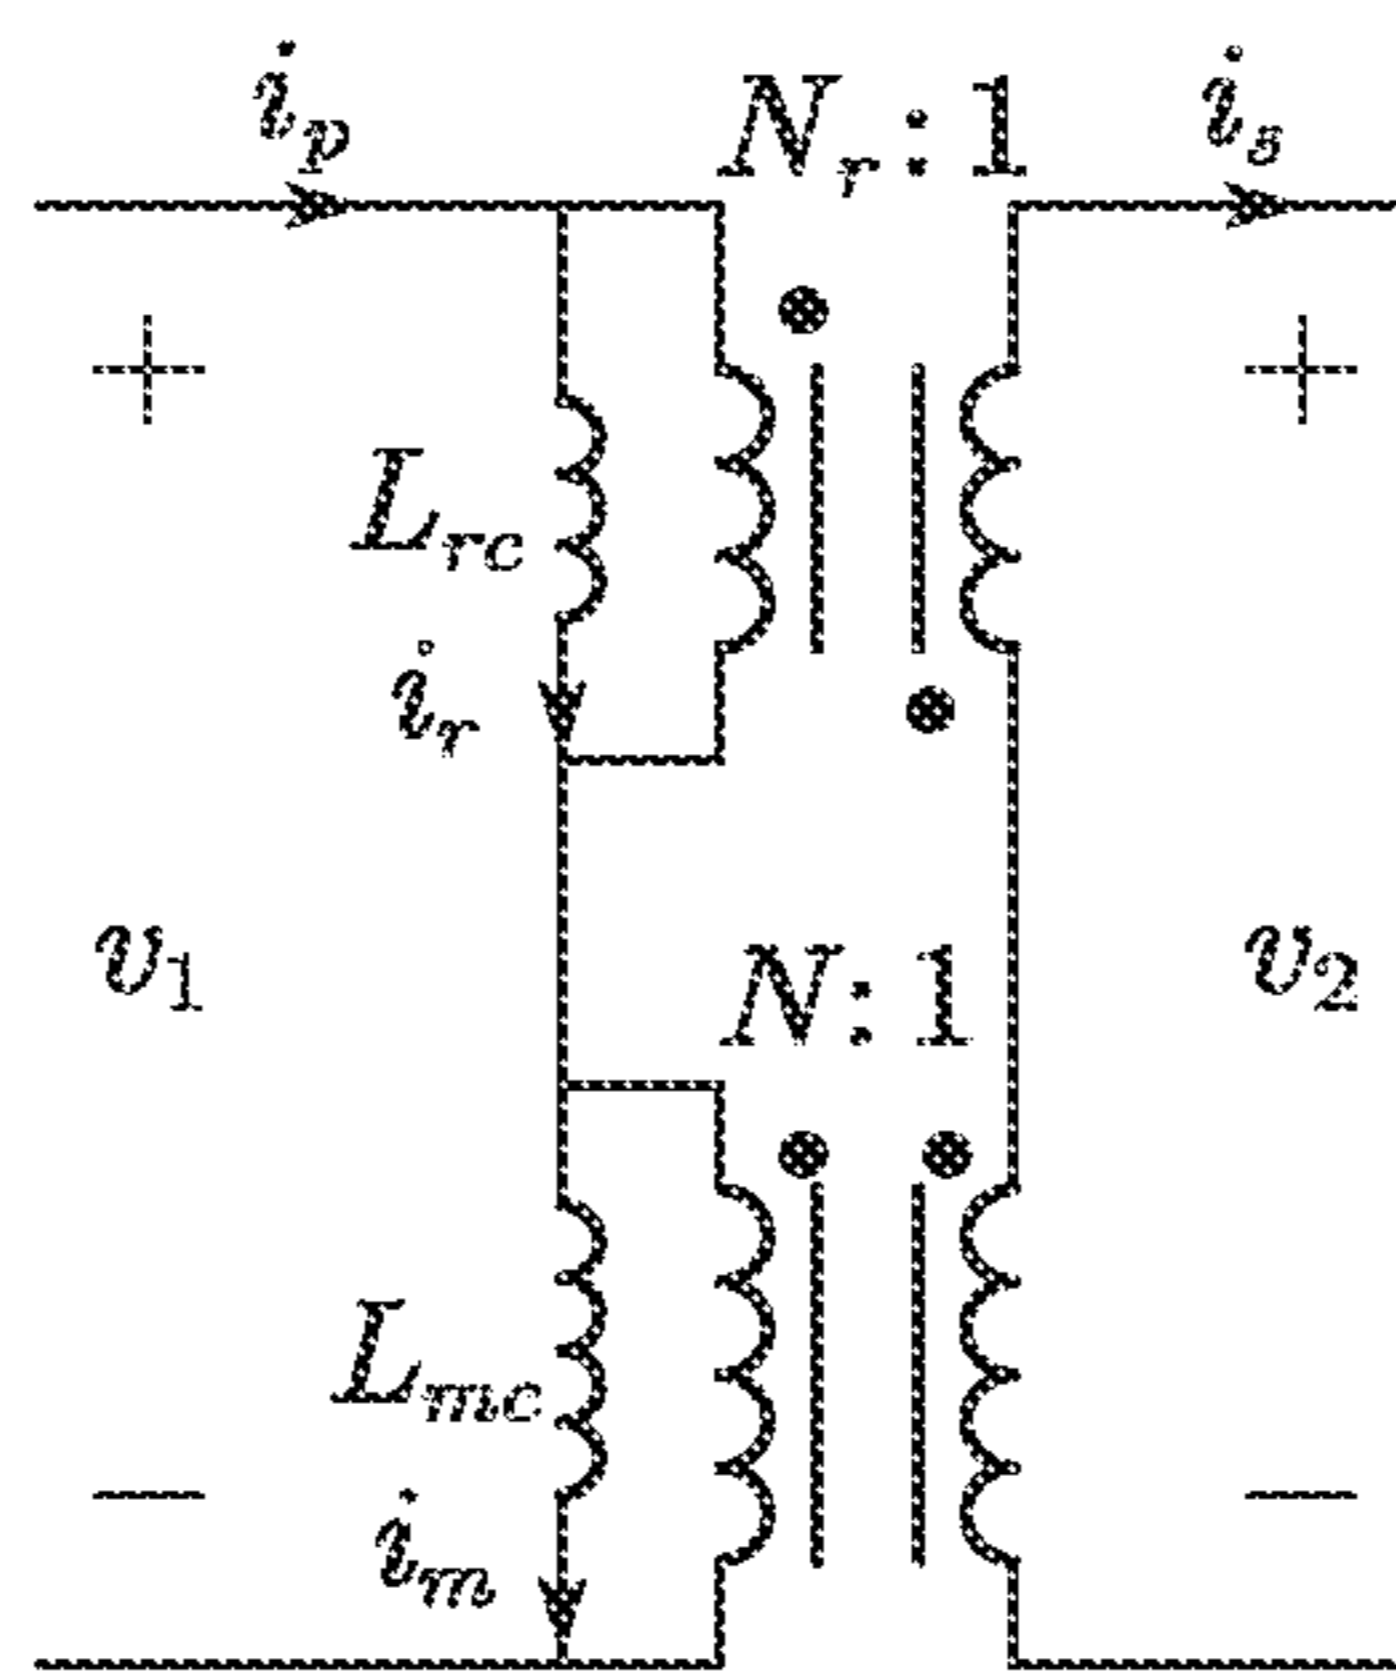 i_p
N_r : 1
i_s
+
+
L_rc
i_r
v_1
N : 1
v_2
L_mc
−
−
i_m